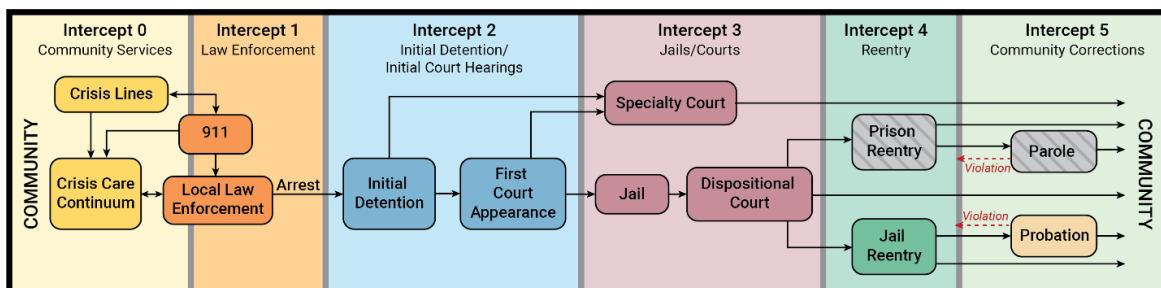 Intercept 0
Community Services
Intercept 1
Law Enforcement
Intercept 2
Initial Detention/
Initial Court Hearings
Intercept 3
Jails/Courts
Intercept 4
Reentry
Intercept 5
Community Corrections
COMMUNITY
Crisis Lines
911
Crisis Care
Continuum
Local Law
Enforcement
Arrest
Initial
Detention
First
Court
Appearance
Specialty Court
Jail
Dispositional
Court
Prison
Reentry
Violation
Parole
Jail
Reentry
Violation
Probation
COMMUNITY